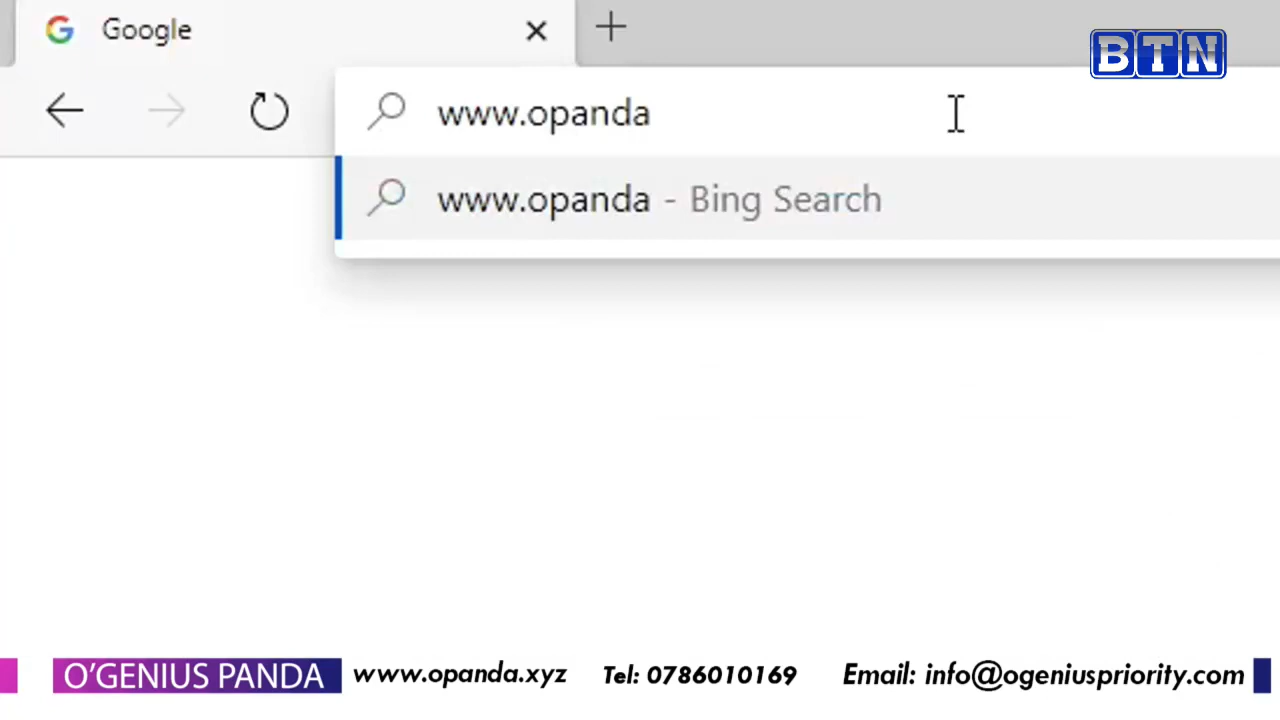 Google
BTN
www.opanda
www.opanda - Bing Search
O'GENIUS PANDA www.opanda.xyz Tel: 0786010169 Email: info@ogeniuspriority.com